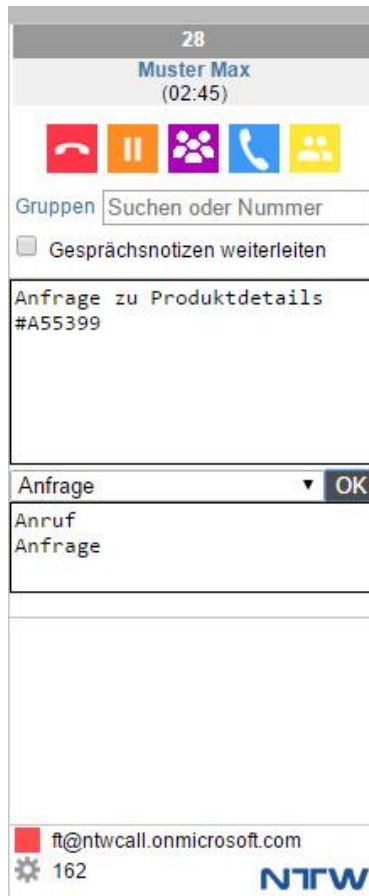 28
Muster Max
(02:45)
Gruppen Suchen oder Nummer
Gesprächsnotizen weiterleiten
Anfrage zu Produktdetails
#A55399
Anfrage OK
Anruf
Anfrage
ft@ntwcall.onmicrosoft.com
162
NTW